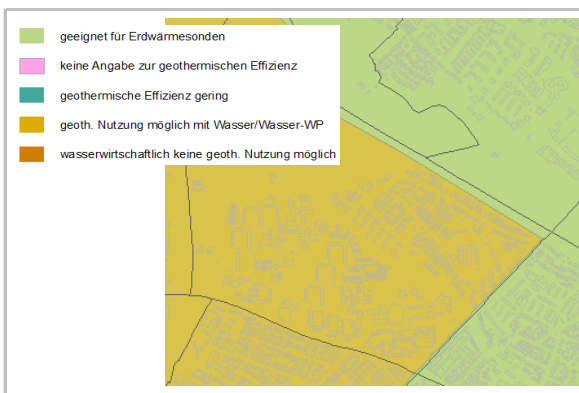 geeignet für Erdwärmesonden
keine Angabe zur geothermischen Effizienz
geothermische Effizienz gering
geoth. Nutzung möglich mit Wasser/Wasser-WP
wasserwirtschaftlich keine geoth. Nutzung möglich